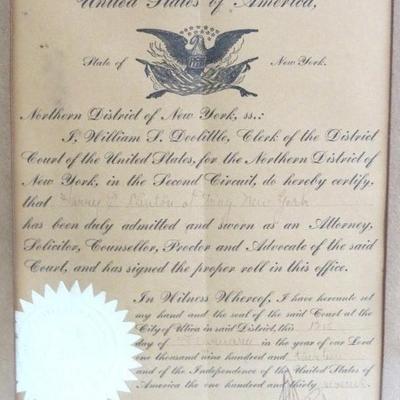 United States of America,
State of New York.
Northern District of New York, ss.:
I, William S. Doolittle, Clerk of the District
Court of the United States, for the Northern District of
New York, in the Second Circuit, do hereby certify,
that of Troy New York
has been duly admitted and sworn as an Attorney,
Solicitor, Counsellor, Proctor and Advocate of the said
Court, and has signed the proper roll in this office.
In Witness Whereof, I have hereunto set
my hand and the seal of the said Court at the
City of Utica in said District, this
day of in the year of our Lord
one thousand nine hundred and
and of the Independence of the United States of
America the one hundred and thirty seventh